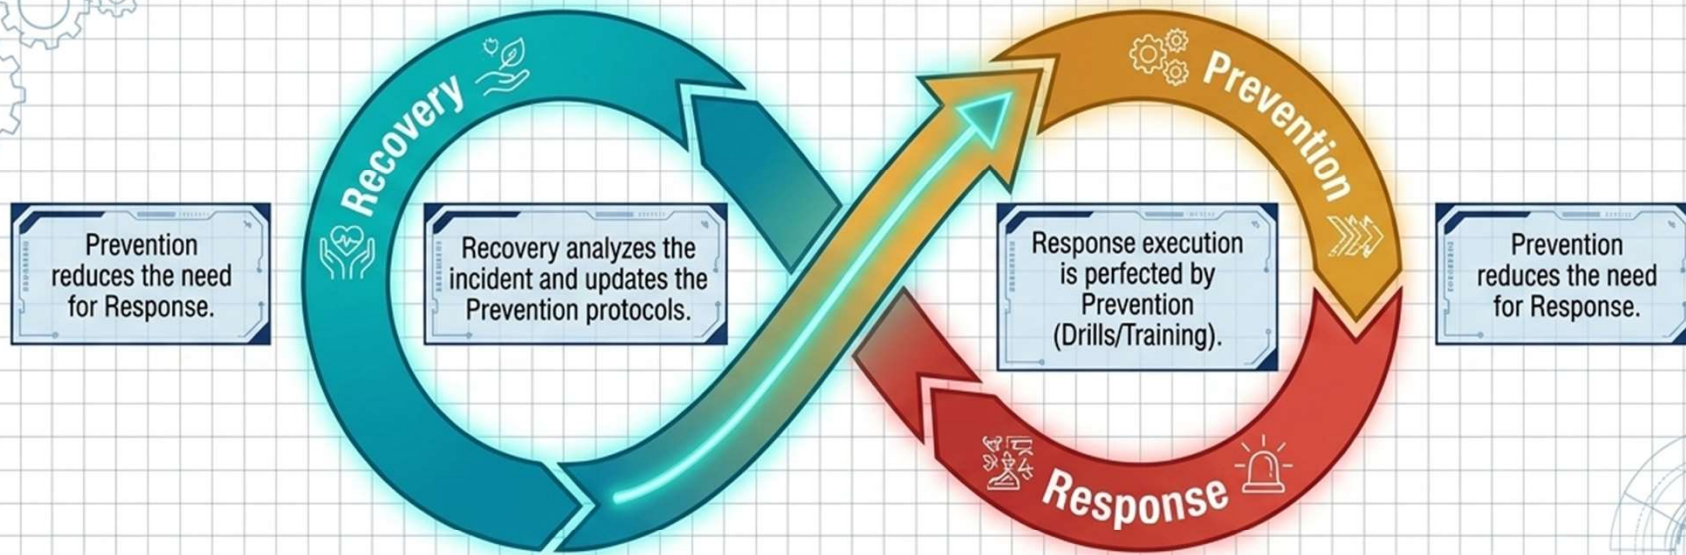 Recovery
Prevention
Prevention
reduces the need
for Response.
Recovery analyzes the
incident and updates the
Prevention protocols.
Response execution
is perfected by
Prevention
(Drills/Training).
Prevention
reduces the need
for Response.
Response